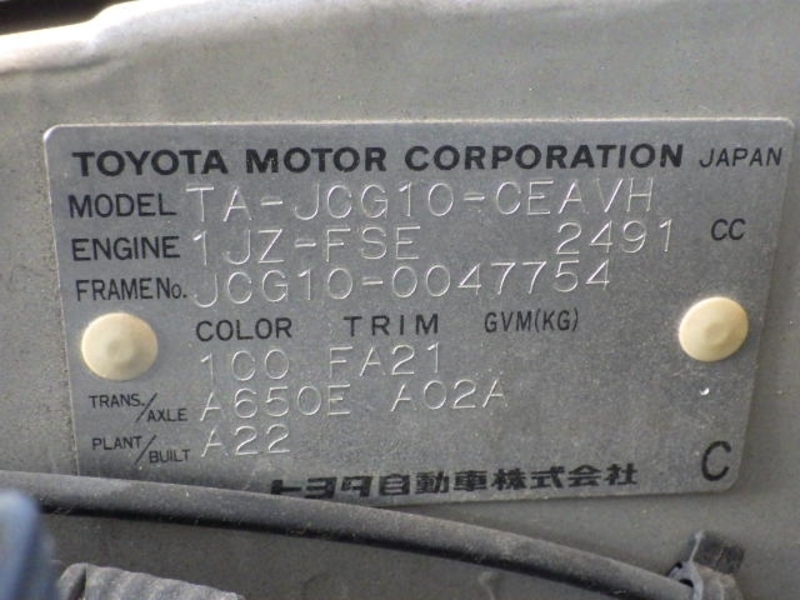 TOYOTA MOTOR CORPORATION JAPAN
MODEL TA-JCG10-CEAVH
ENGINE 1JZ-FSE 2491 CC
FRAME No. JCG10-0047754
COLOR TRIM GVM(KG)
1C0 FA21
TRANS./AXLE A650E A02A
PLANT/BUILT A22
トヨタ自動車株式会社 C